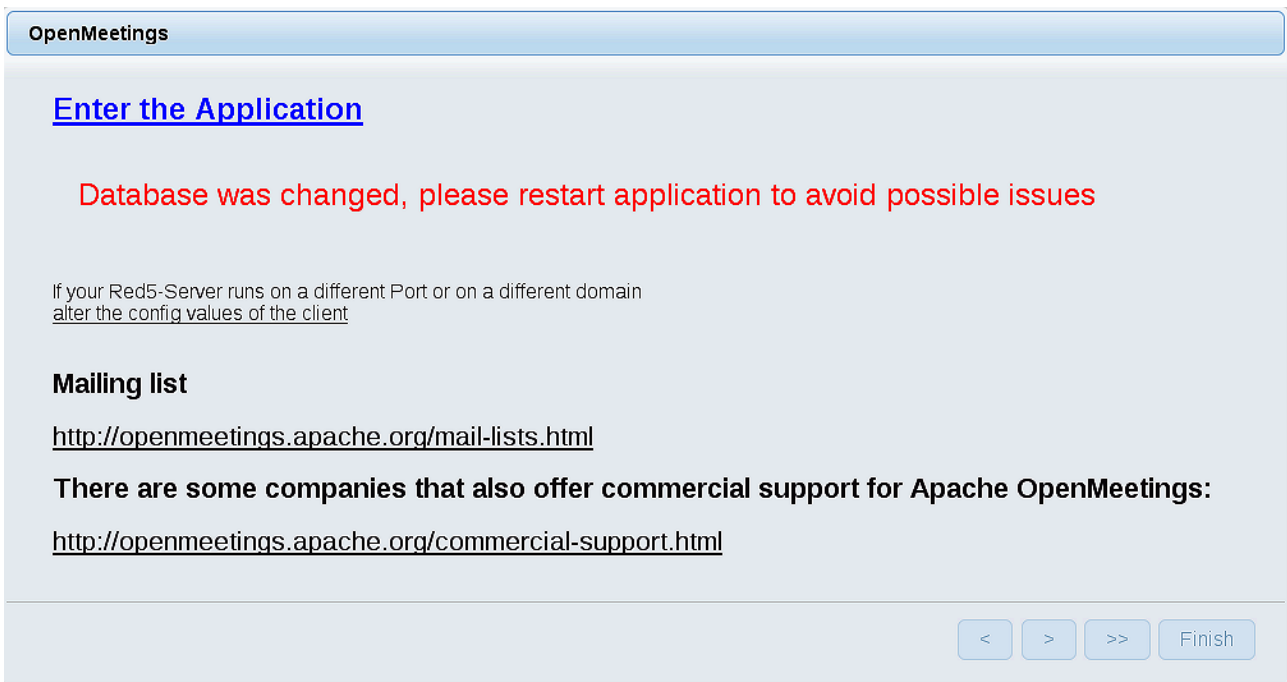 OpenMeetings
Enter the Application
Database was changed, please restart application to avoid possible issues
If your Red5-Server runs on a different Port or on a different domain
alter the config values of the client
Mailing list
http://openmeetings.apache.org/mail-lists.html
There are some companies that also offer commercial support for Apache OpenMeetings:
http://openmeetings.apache.org/commercial-support.html
< > >> Finish